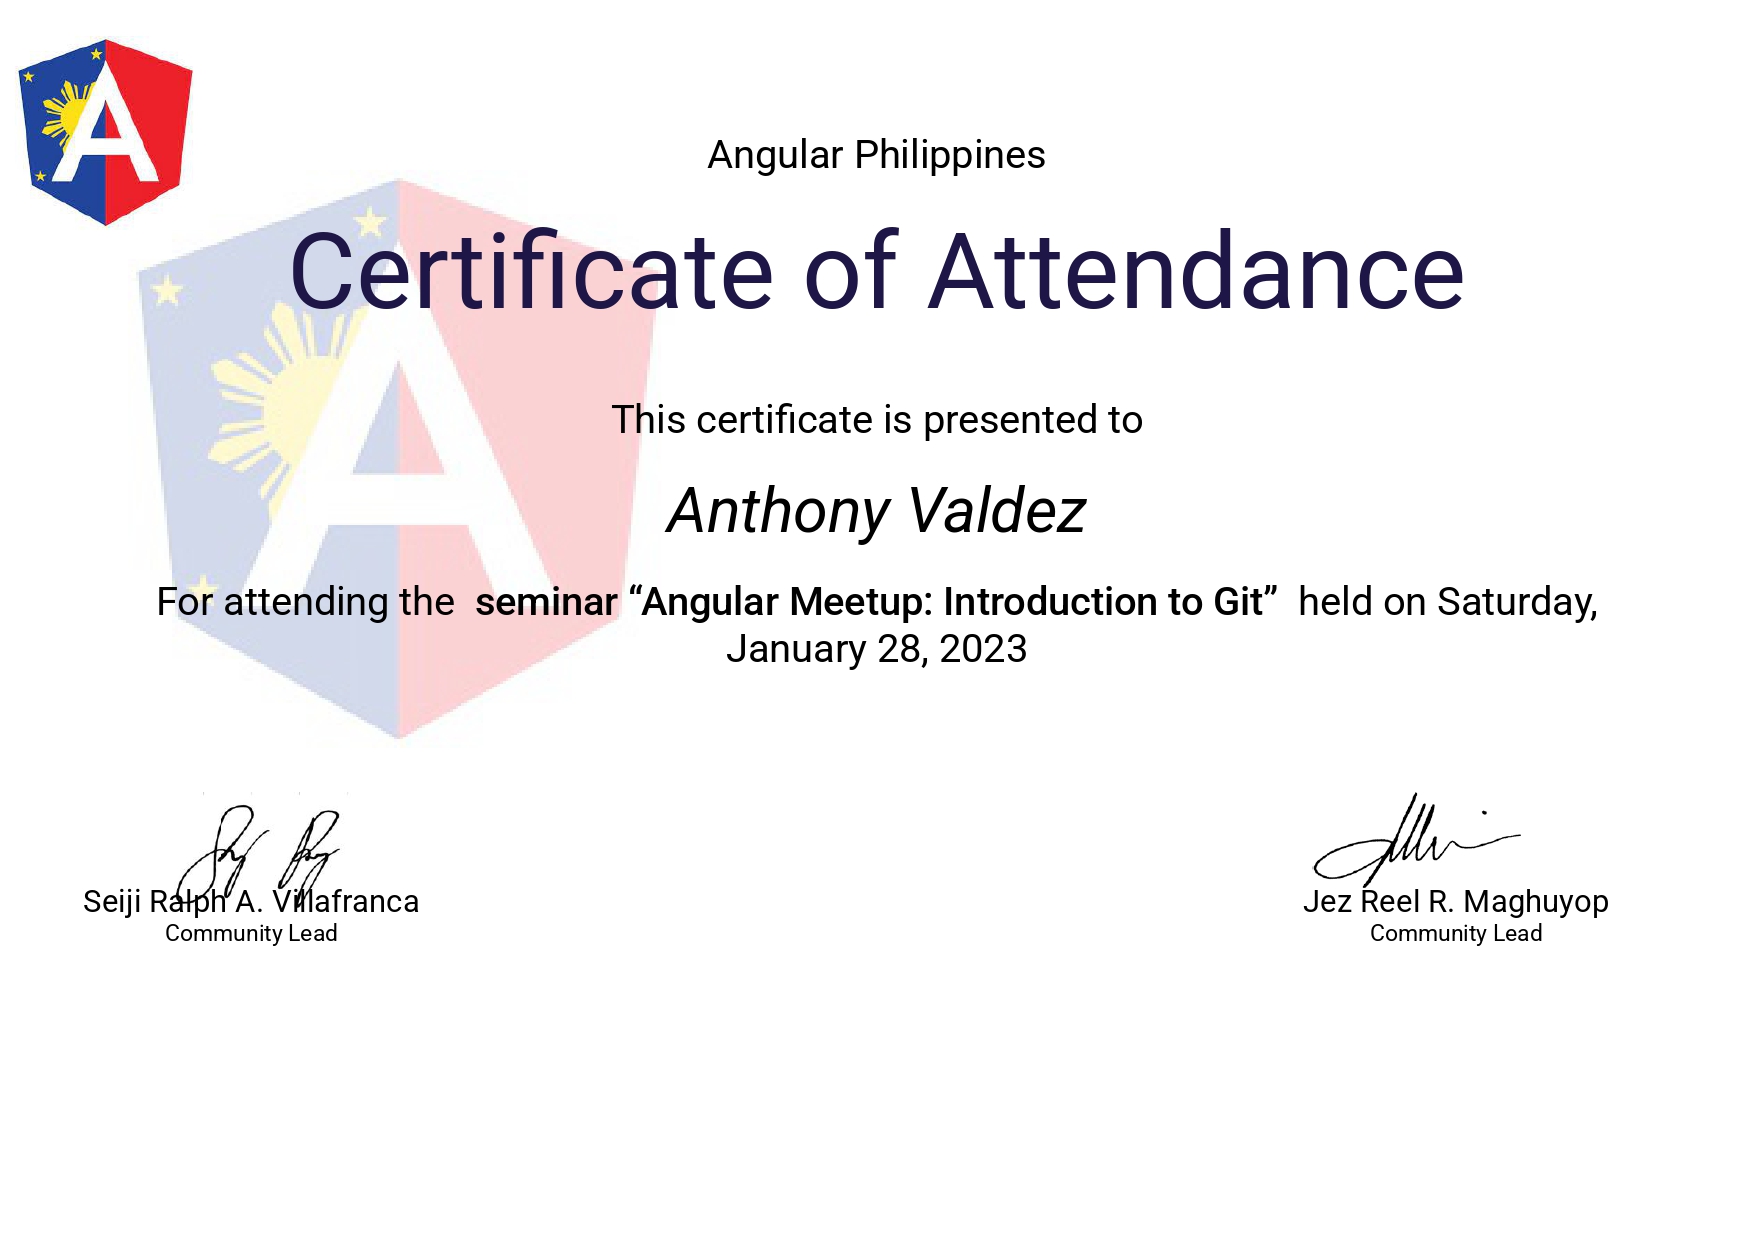 A
Angular Philippines
Certificate of Attendance
This certificate is presented to
Anthony Valdez
For attending the seminar “Angular Meetup: Introduction to Git” held on Saturday,
January 28, 2023
Seiji Ralph A. Villafranca
Community Lead
Jez Reel R. Maghuyop
Community Lead